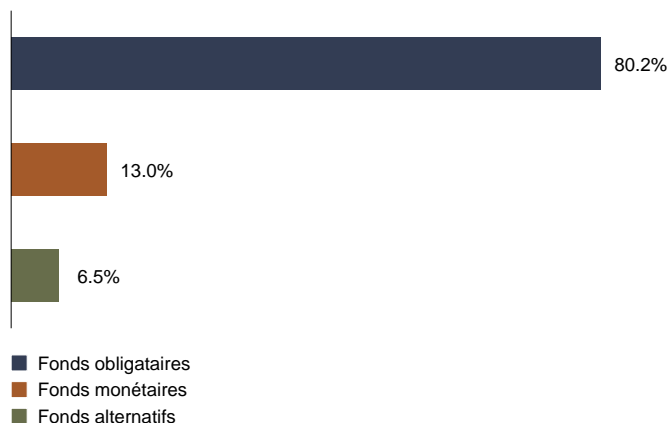 80.2%
13.0%
6.5%
Fonds obligataires
Fonds monétaires
Fonds alternatifs